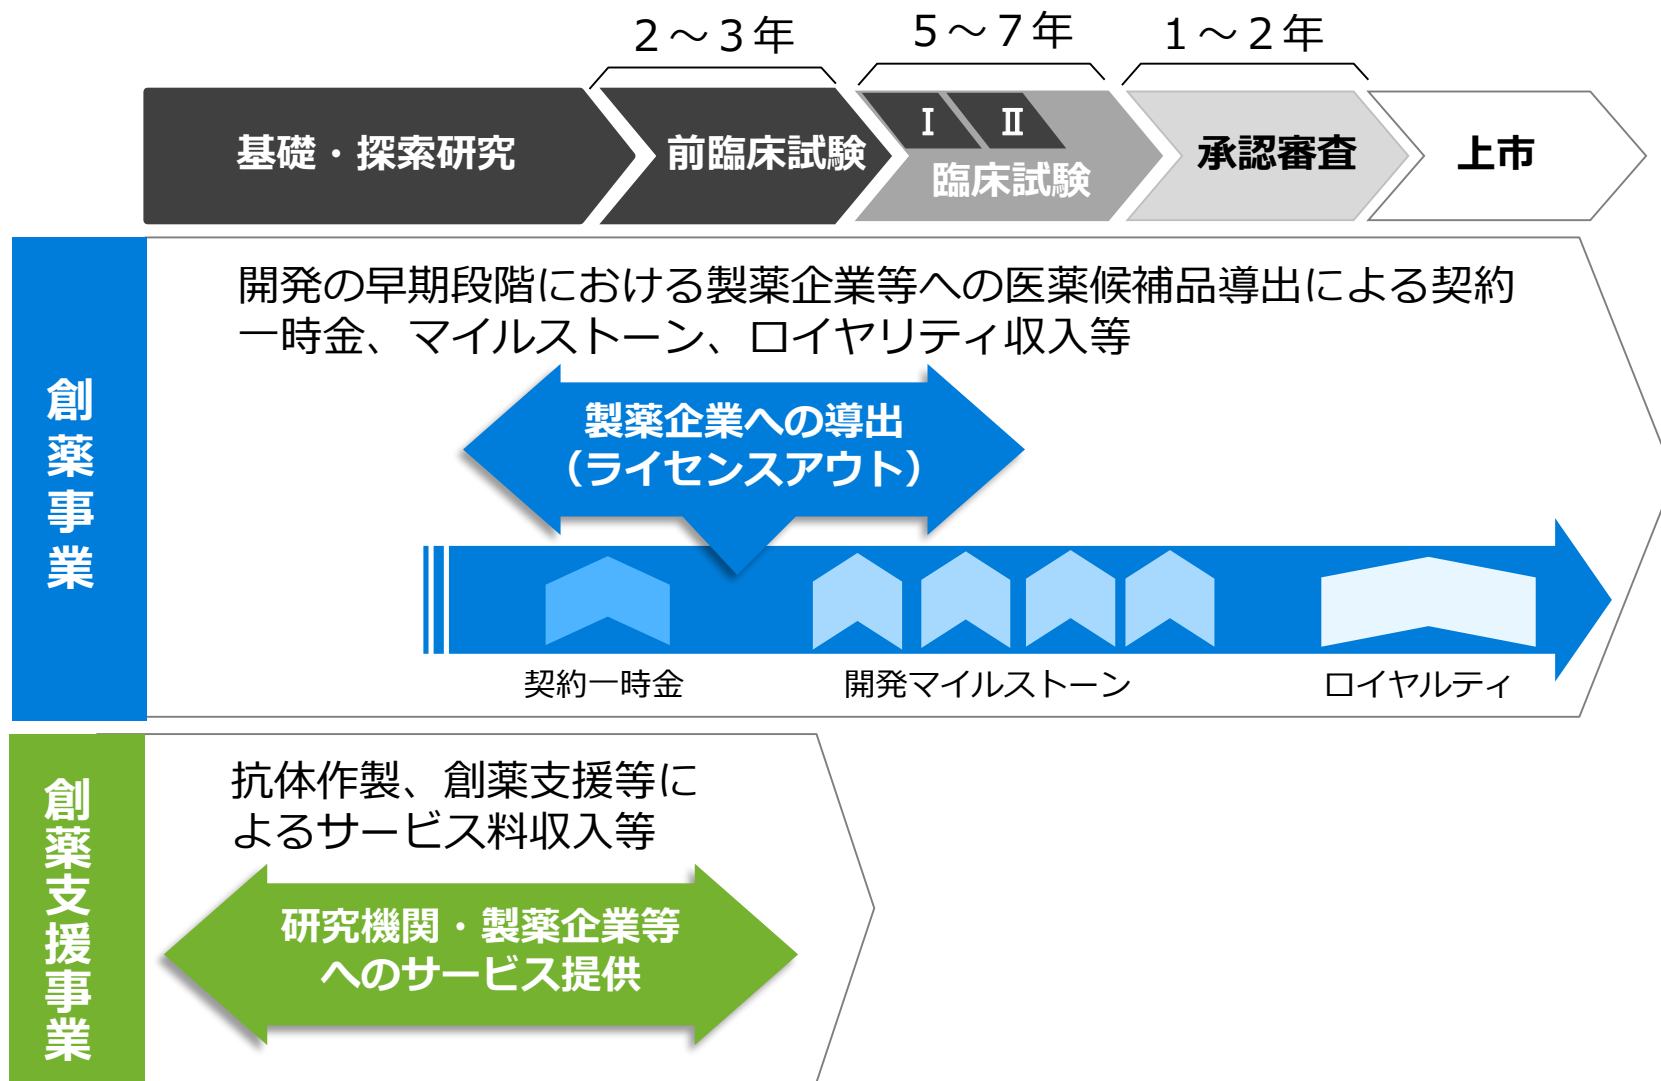 2～3年
5～7年
1～2年
基礎・探索研究
前臨床試験
Ⅰ
Ⅱ
臨床試験
承認審査
上市
創薬事業
開発の早期段階における製薬企業等への医薬候補品導出による契約
一時金、マイルストーン、ロイヤリティ収入等
製薬企業への導出
（ライセンスアウト）
契約一時金
開発マイルストーン
ロイヤルティ
創薬支援事業
抗体作製、創薬支援等に
よるサービス料収入等
研究機関・製薬企業等
へのサービス提供